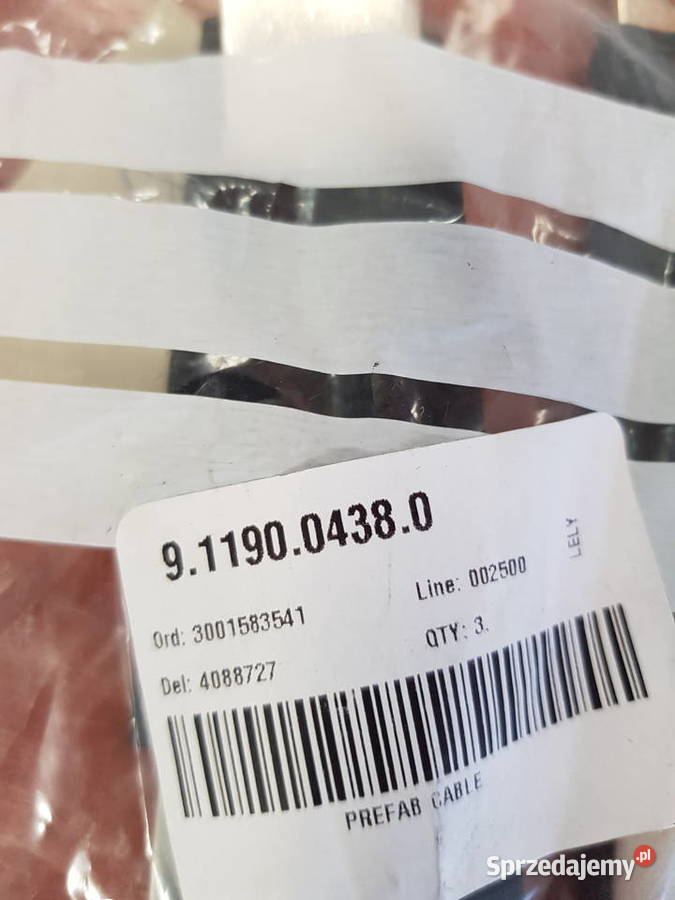 9.1190.0438.0
LELY
Ord: 3001583541
Line: 002500
Del: 4088727
QTY: 3.
PREFAB CABLE
Sprzedajemy.pl